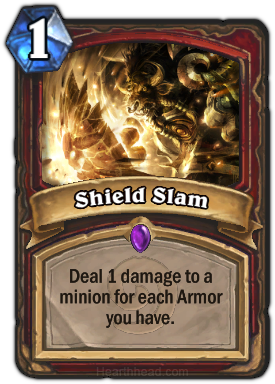 1
Shield Slam
Deal 1 damage to a
minion for each Armor
you have.
Hearthhead.com